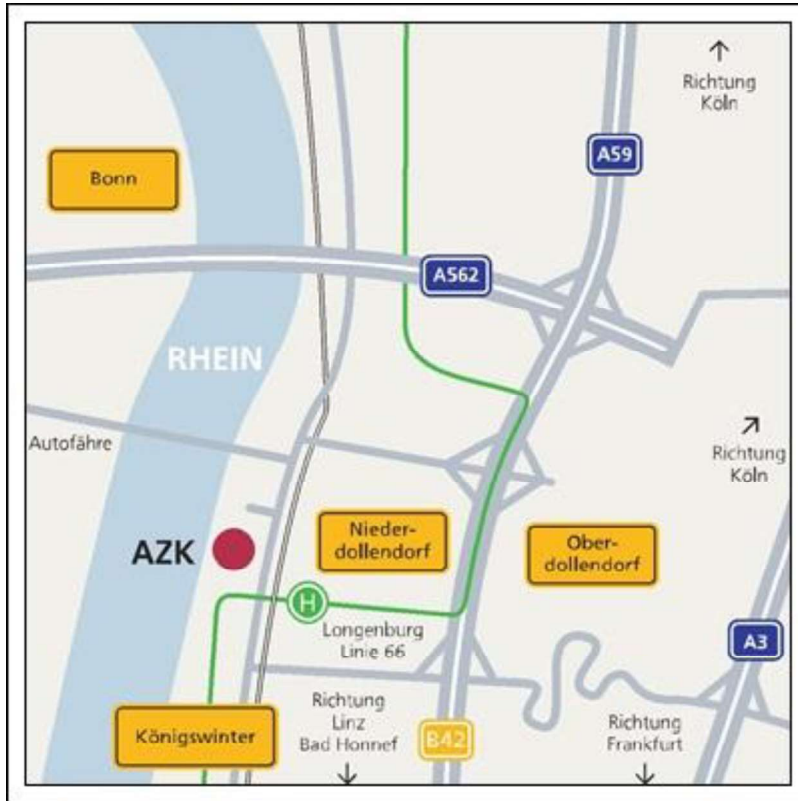 Richtung
Köln
A59
Bonn
A562
RHEIN
Autofähre
Richtung
Köln
AZK
Nieder-
dollendorf
Ober-
dollendorf
H
Longenburg
Linie 66
A3
Richtung
Linz
Bad Honnef
Königswinter
B42
Richtung
Frankfurt